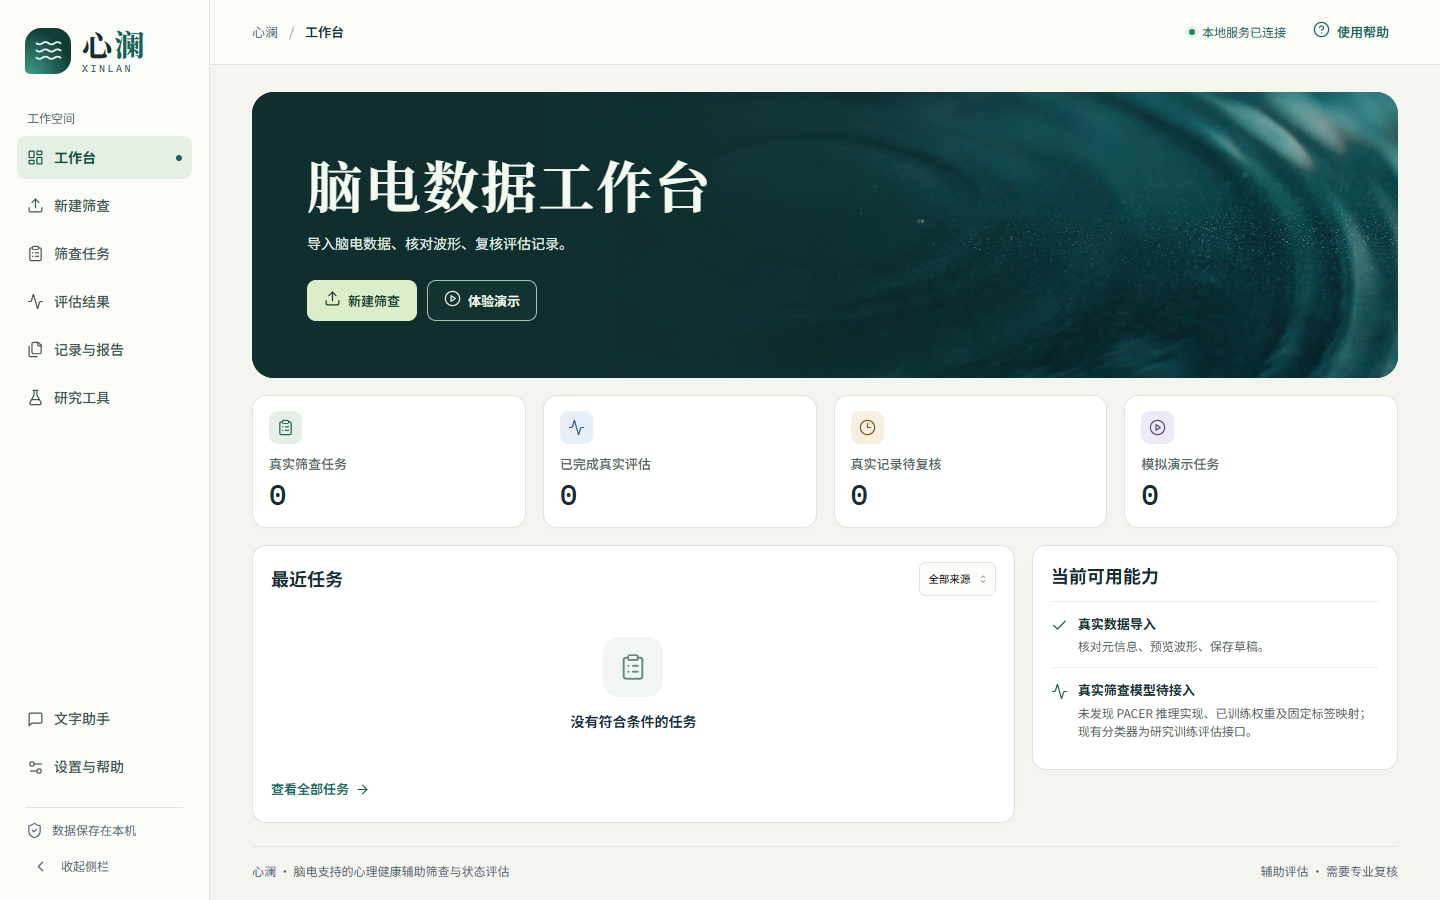 心澜
XINLAN
工作空间
工作台
新建筛查
筛查任务
评估结果
记录与报告
研究工具
文字助手
设置与帮助
数据保存在本机
收起侧栏
心澜 / 工作台
本地服务已连接
使用帮助
脑电数据工作台
导入脑电数据、核对波形、复核评估记录。
新建筛查
体验演示
真实筛查任务
0
已完成真实评估
0
真实记录待复核
0
模拟演示任务
0
最近任务
全部来源
没有符合条件的任务
查看全部任务
当前可用能力
真实数据导入
核对元信息、预览波形、保存草稿。
真实筛查模型待接入
未发现 PACER 推理实现、已训练权重及固定标签映射；
现有分类器为研究训练评估接口。
心澜 · 脑电支持的心理健康辅助筛查与状态评估
辅助评估 · 需要专业复核